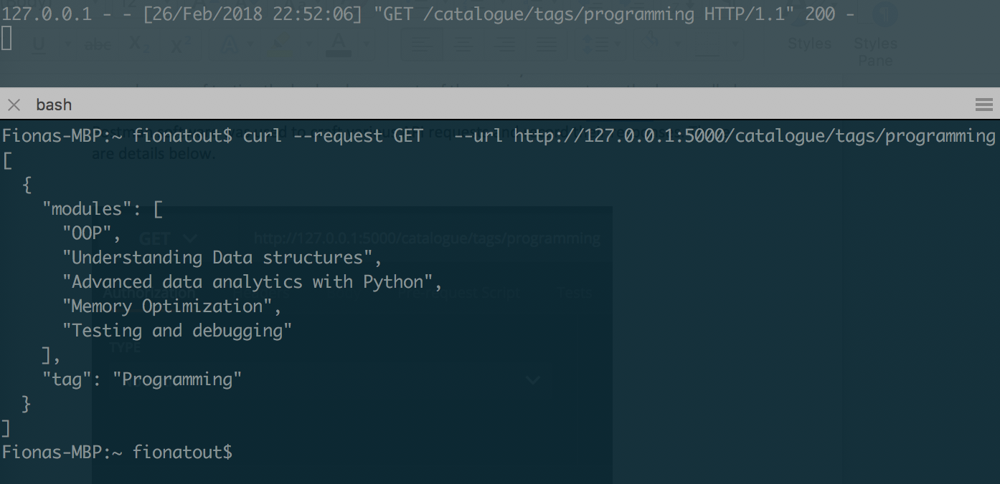 127.0.0.1 - - [26/Feb/2018 22:52:06] "GET /catalogue/tags/programming HTTP/1.1" 200 -
U abc X2 X2 A A Styles Styles
Pane
bash
Fionas-MBP:~ fionatout$ curl --request GET   --url http://127.0.0.1:5000/catalogue/tags/programming
are details below.
[
  {
    "modules": [
      "OOP",
GET http://127.0.0.1:5000/catalogue/tags/programming
      "Understanding Data structures",
      "Advanced data analytics with Python",
Authorization Pre-request Script Tests
      "Memory Optimization",
      "Testing and debugging"
TYPE
    ],
    "tag": "Programming"
  }
]
Fionas-MBP:~ fionatout$